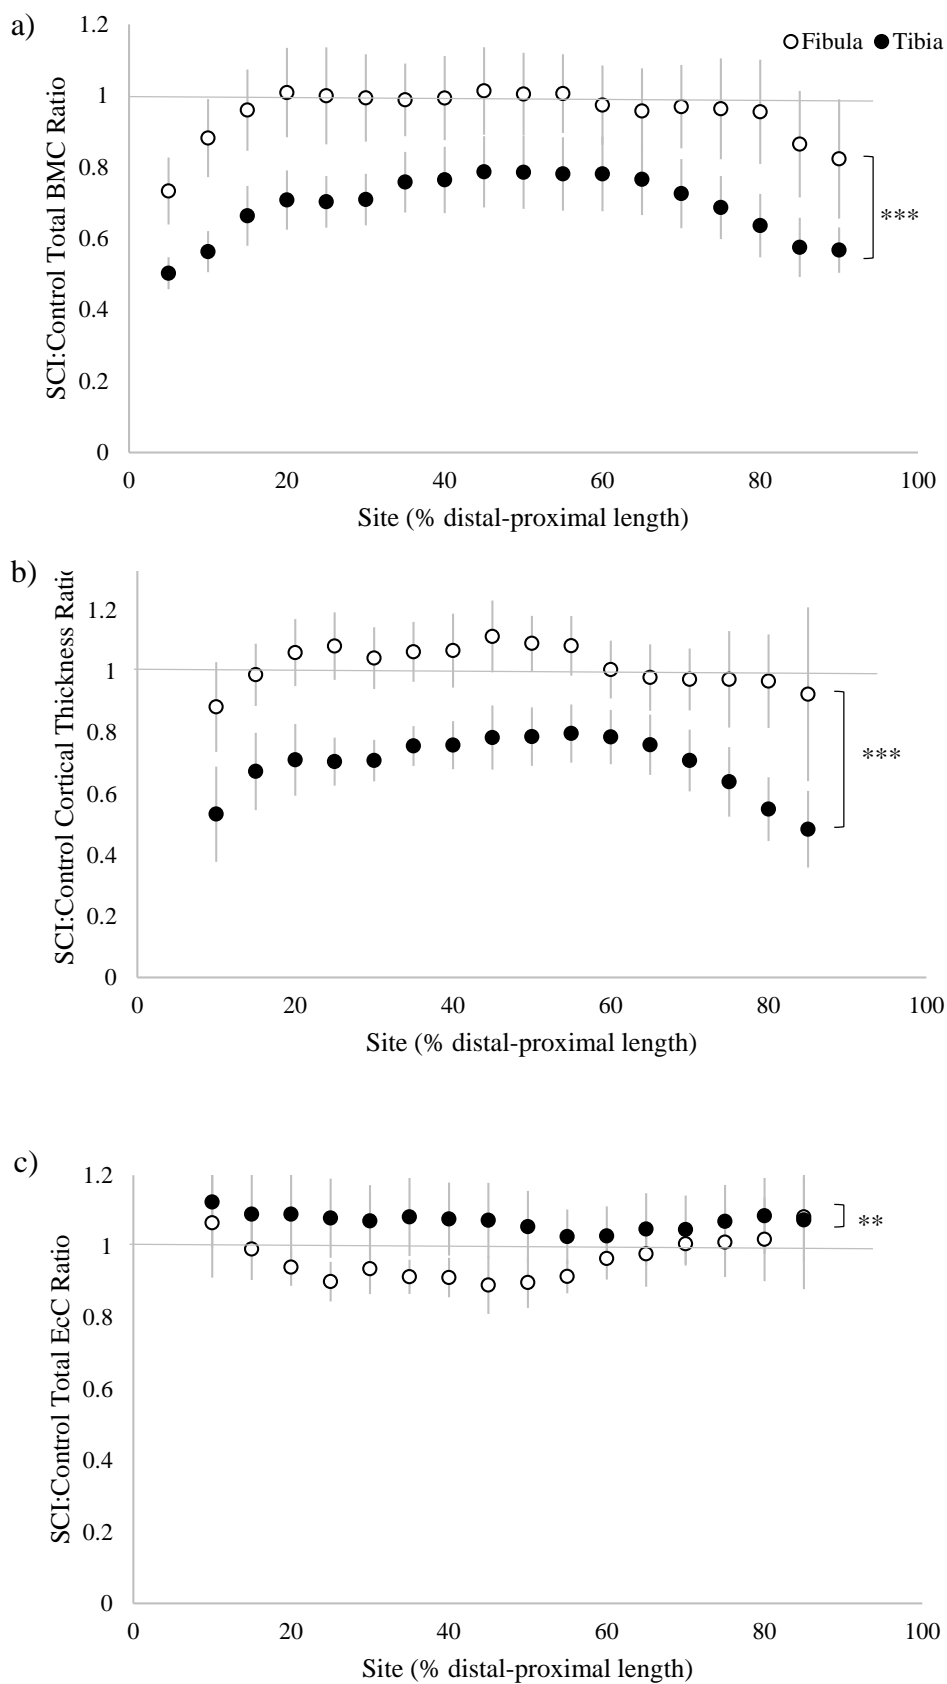 a)
1.2
1
0.8
0.6
0.4
0.2
0
SCI:Control Total BMC Ratio
Fibula Tibia
***
0 20 40 60 80 100
Site (% distal-proximal length)
b)
1.2
1
0.8
0.6
0.4
0.2
0
SCI:Control Cortical Thickness Ratio
***
0 20 40 60 80 100
Site (% distal-proximal length)
c)
1.2
1
0.8
0.6
0.4
0.2
0
SCI:Control Total EcC Ratio
**
0 20 40 60 80 100
Site (% distal-proximal length)